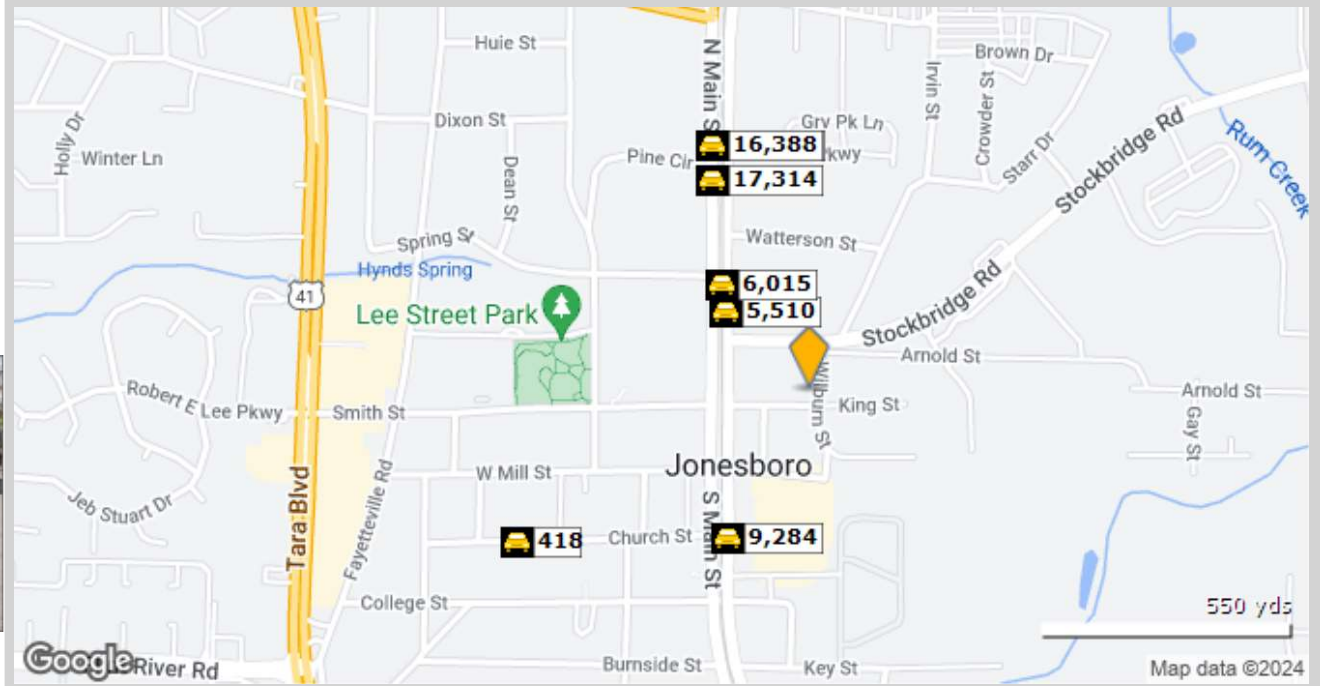 Huie St
N Main S
Brown Dr
Irvin St
Crowder St
Holly Dr
Dixon St
Grv Pk Ln
Stockbridge Rd
Rum Creek
Winter Ln
Dean St
Pine Cir
16,388
kwy
Starr Dr
17,314
Spring St
Watterson St
Hynds Spring
6,015
41
Lee Street Park
5,510
Stockbridge Rd
Arnold St
Wilburn St
Robert E Lee Pkwy
Smith St
King St
Arnold St
Gay St
Jonesboro
W Mill St
Jeb Stuart Dr
Tara Blvd
Fayetteville Rd
S Main St
418
Church St
9,284
College St
550 yds
Google
River Rd
Burnside St
Key St
Map data ©2024